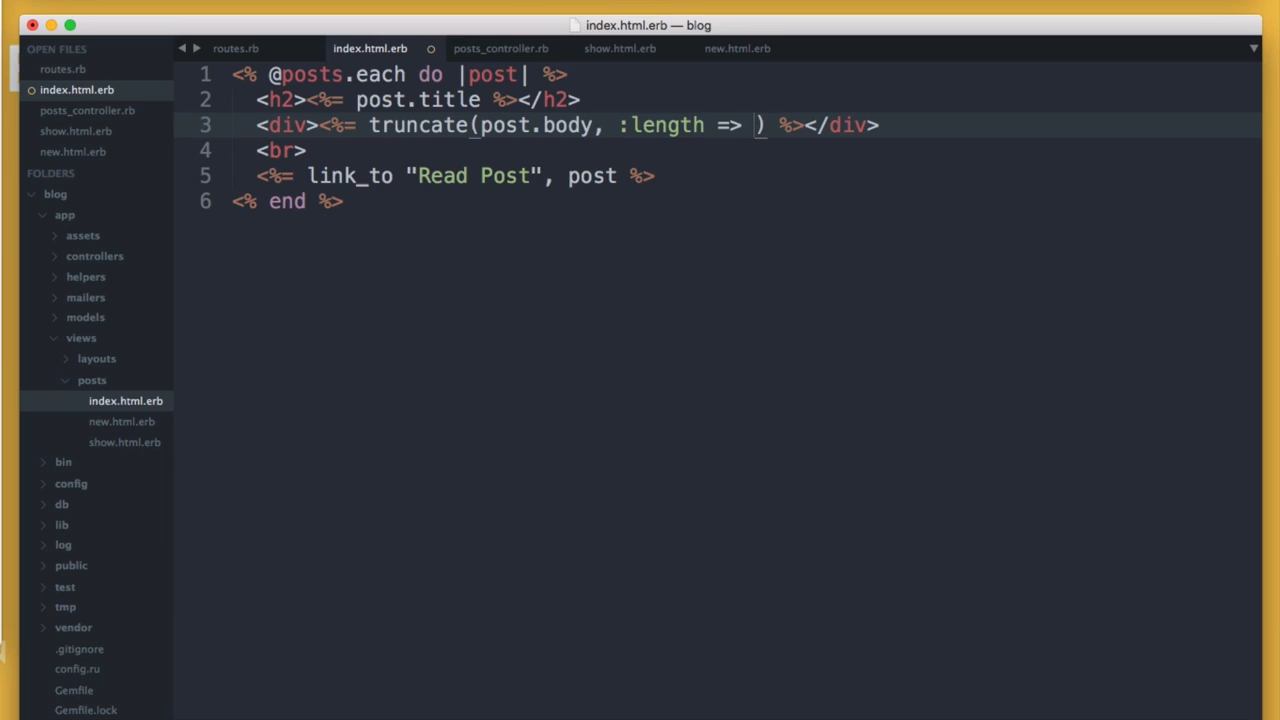 index.html.erb — blog
OPEN FILES
routes.rb
index.html.erb
posts_controller.rb
show.html.erb
new.html.erb
FOLDERS
blog
app
assets
controllers
helpers
mailers
models
views
layouts
posts
index.html.erb
new.html.erb
show.html.erb
bin
config
db
lib
log
public
test
tmp
vendor
.gitignore
config.ru
Gemfile
Gemfile.lock
routes.rb index.html.erb posts_controller.rb show.html.erb new.html.erb
1 <% @posts.each do |post| %>
2 <h2><%= post.title %></h2>
3 <div><%= truncate(post.body, :length => ) %></div>
4 <br>
5 <%= link_to "Read Post", post %>
6 <% end %>